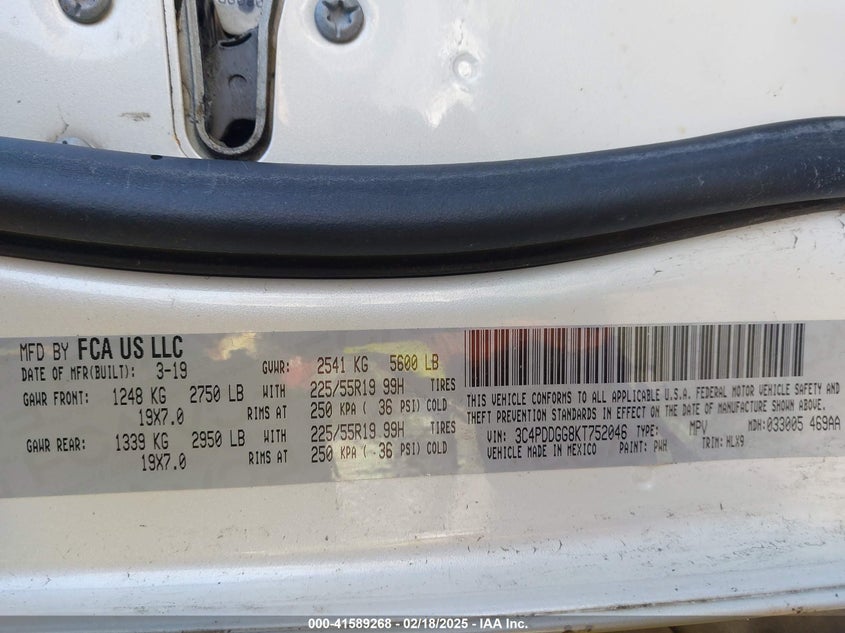 MFD BY FCA US LLC
DATE OF MFR(BUILT): 3-19 GVWR: 2541 KG 5600 LB
GAWR FRONT: 1248 KG 2750 LB WITH 225/55R19 99H TIRES
19X7.0 RIMS AT 250 KPA ( 36 PSI) COLD
GAWR REAR: 1339 KG 2950 LB WITH 225/55R19 99H TIRES
19X7.0 RIMS AT 250 KPA ( 36 PSI) COLD
THIS VEHICLE CONFORMS TO ALL APPLICABLE U.S.A. FEDERAL MOTOR VEHICLE SAFETY AND
THEFT PREVENTION STANDARDS IN EFFECT ON THE DATE OF MANUFACTURE SHOWN ABOVE.
VIN: 3C4PDDGG8KT752046 TYPE: MPV MDH: 033005 469AA
VEHICLE MADE IN MEXICO PAINT: PWH TRIM: HLX9
000-41589268 - 02/18/2025 - IAA Inc.